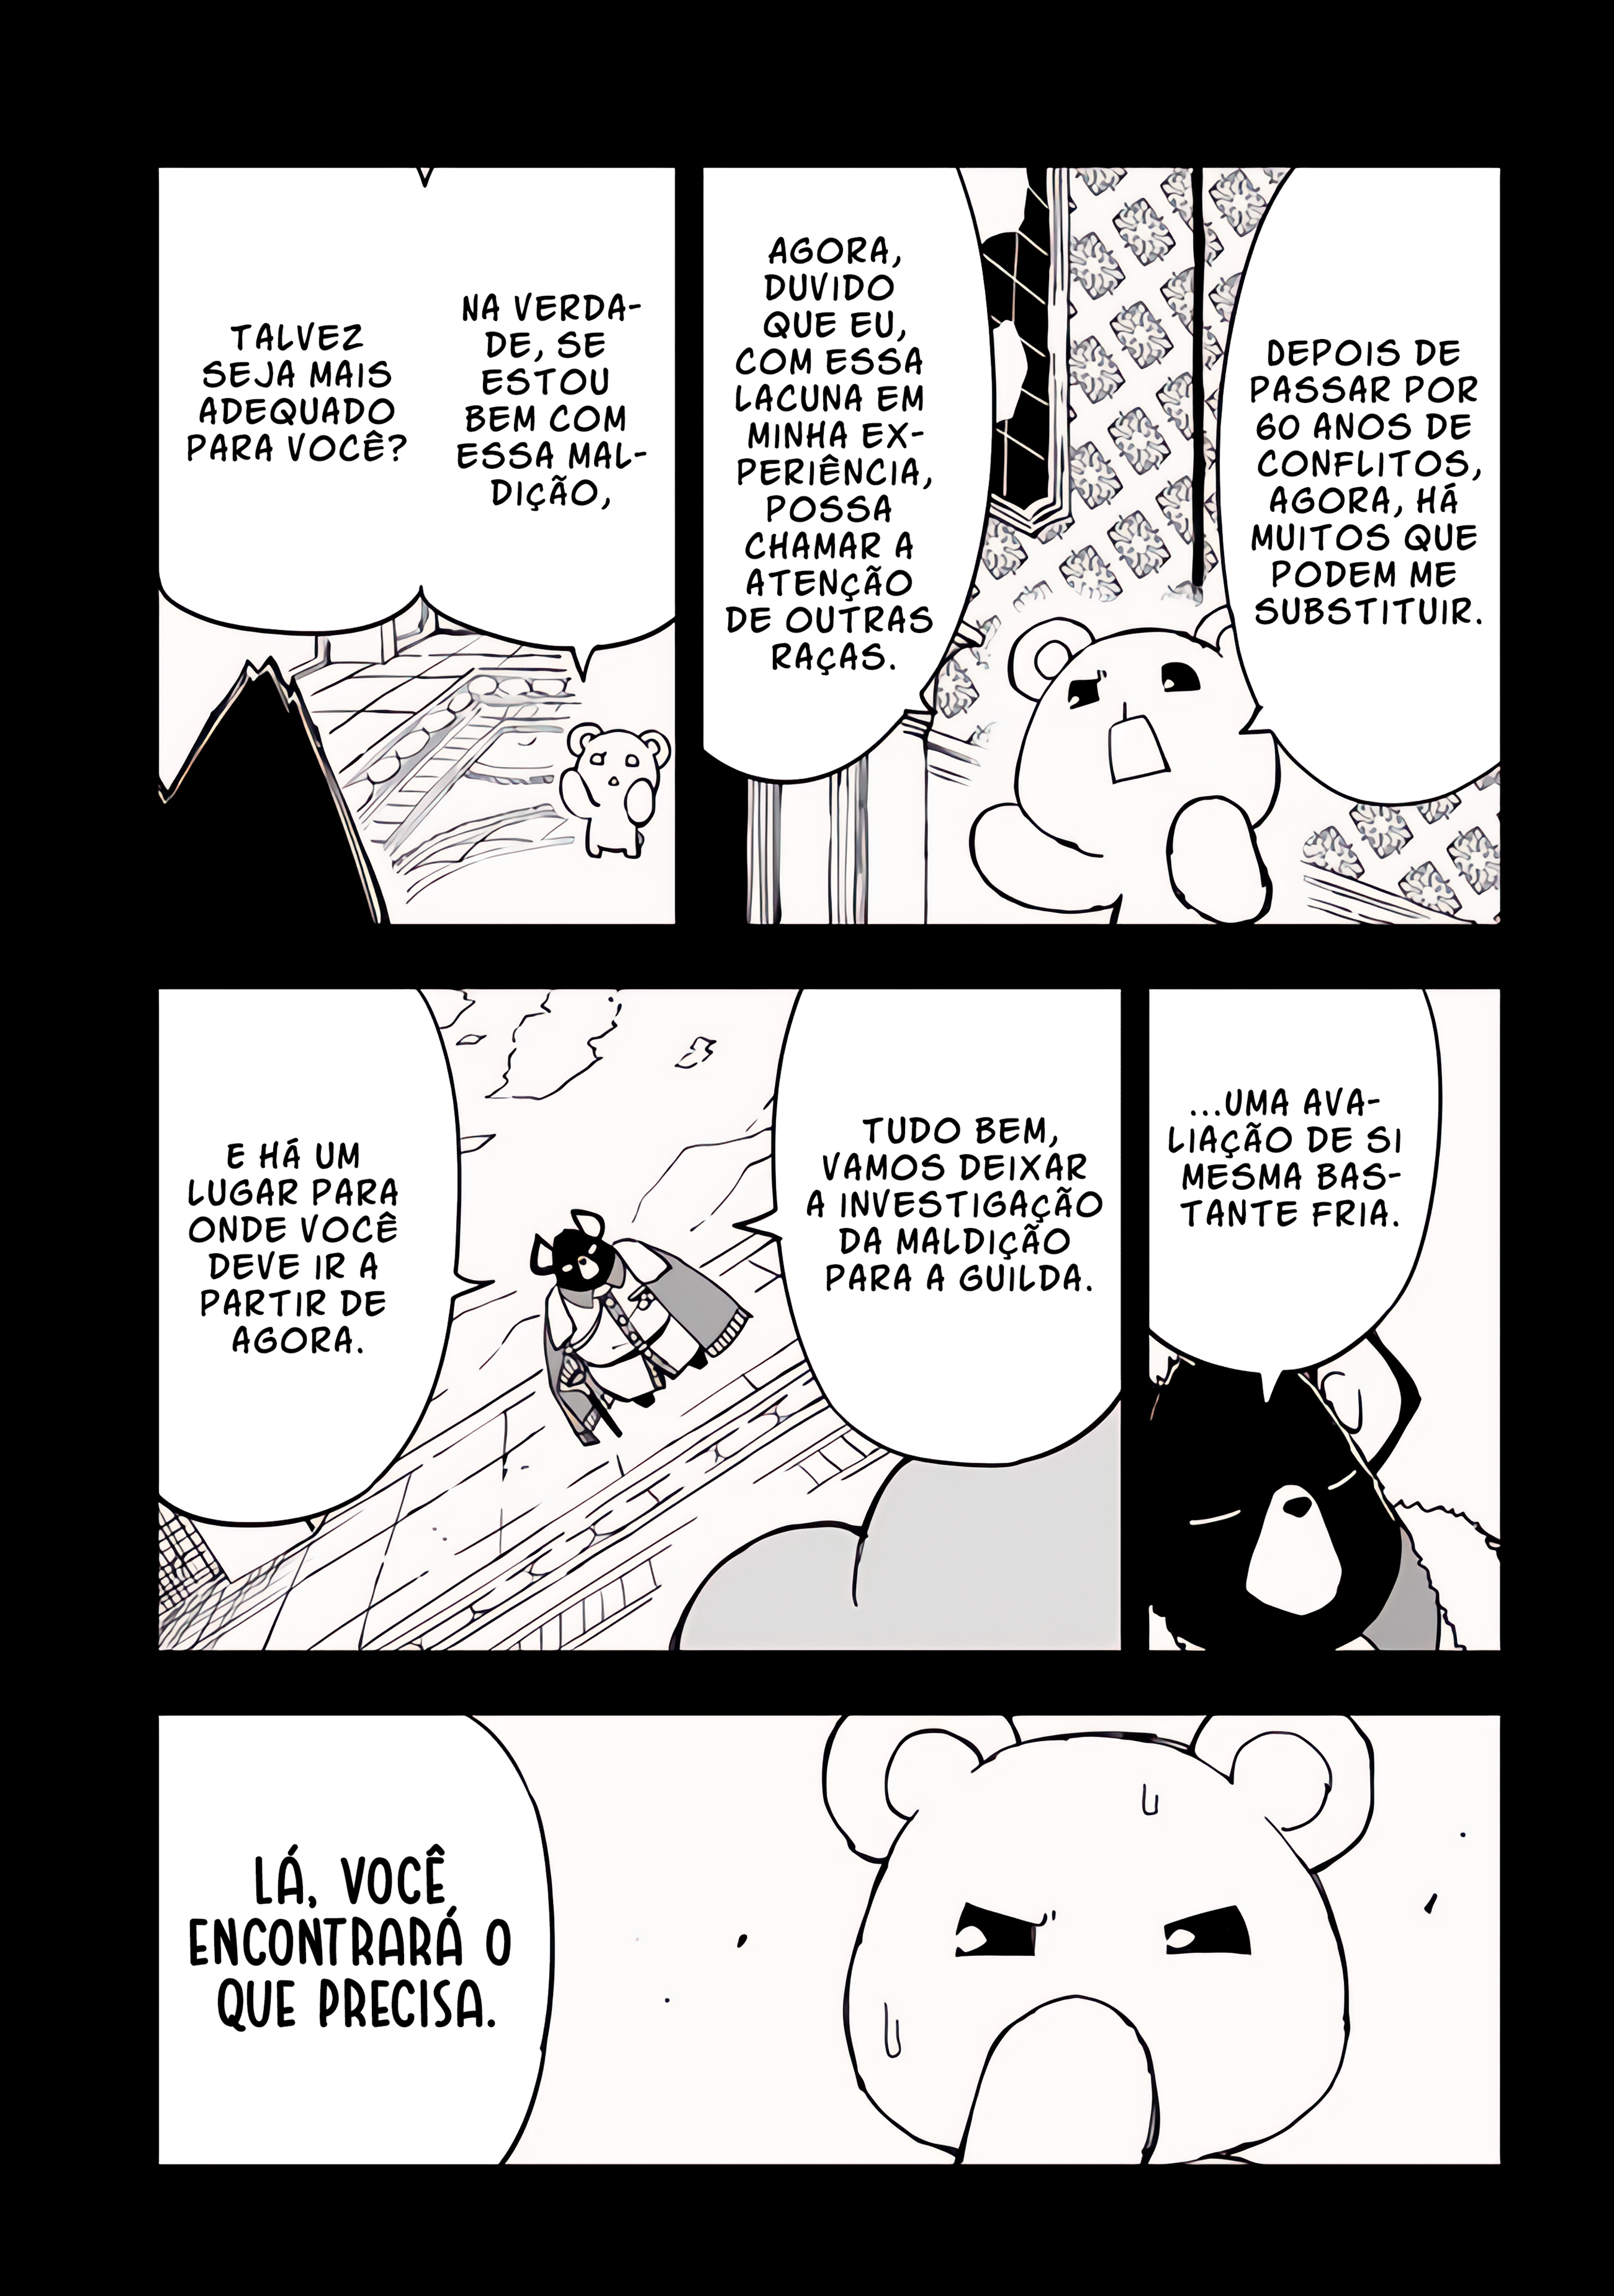 DEPOIS DE
PASSAR POR
60 ANOS DE
CONFLITOS,
AGORA, HÁ
MUITOS QUE
PODEM ME
SUBSTITUIR.
AGORA,
DUVIDO
QUE EU,
COM ESSA
LACUNA EM
MINHA EX-
PERIÊNCIA,
POSSA
CHAMAR A
ATENÇÃO
DE OUTRAS
RAÇAS.
NA VERDA-
DE, SE
ESTOU
BEM COM
ESSA MAL-
DIÇÃO,
TALVEZ
SEJA MAIS
ADEQUADO
PARA VOCÊ?
...UMA AVA-
LIAÇÃO DE SI
MESMA BAS-
TANTE FRIA.
TUDO BEM,
VAMOS DEIXAR
A INVESTIGAÇÃO
DA MALDIÇÃO
PARA A GUILDA.
E HÁ UM
LUGAR PARA
ONDE VOCÊ
DEVE IR A
PARTIR DE
AGORA.
LÁ, VOCÊ
ENCONTRARÁ O
QUE PRECISA.